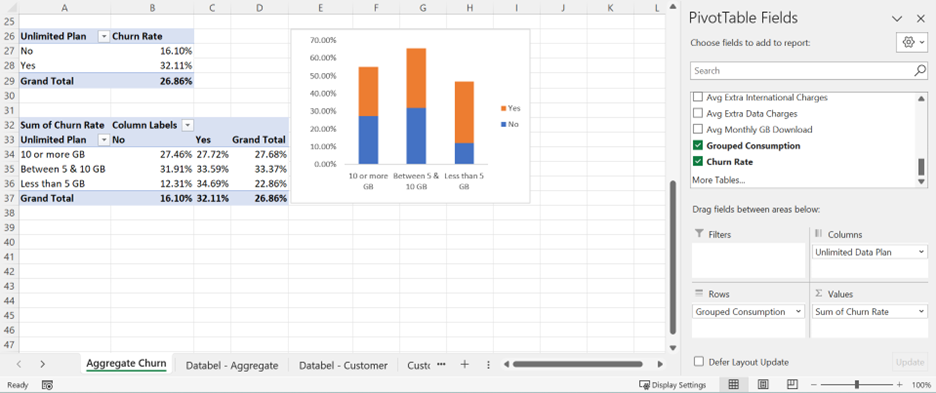 A B C D E F G H I J K L
25
26 Unlimited Plan Churn Rate
27 No 16.10%
28 Yes 32.11%
29 Grand Total 26.86%
30
31
32 Sum of Churn Rate Column Labels
33 Unlimited Plan No Yes Grand Total
34 10 or more GB 27.46% 27.72% 27.68%
35 Between 5 & 10 GB 31.91% 33.59% 33.37%
36 Less than 5 GB 12.31% 34.69% 22.86%
37 Grand Total 16.10% 32.11% 26.86%
38
39
40
41
42
43
44
45
46
47
70.00%
60.00%
50.00%
40.00%
30.00%
20.00%
10.00%
0.00%
10 or more Between 5 & Less than 5
GB 10 GB GB
Yes
No
PivotTable Fields
Choose fields to add to report:
Search
Avg Extra International Charges
Avg Extra Data Charges
Avg Monthly GB Download
Grouped Consumption
Churn Rate
More Tables...
Drag fields between areas below:
Filters
Columns
Unlimited Data Plan
Rows
Σ Values
Grouped Consumption
Sum of Churn Rate
Defer Layout Update Update
Aggregate Churn Databel - Aggregate Databel - Customer Custo ...
Ready Display Settings 100%